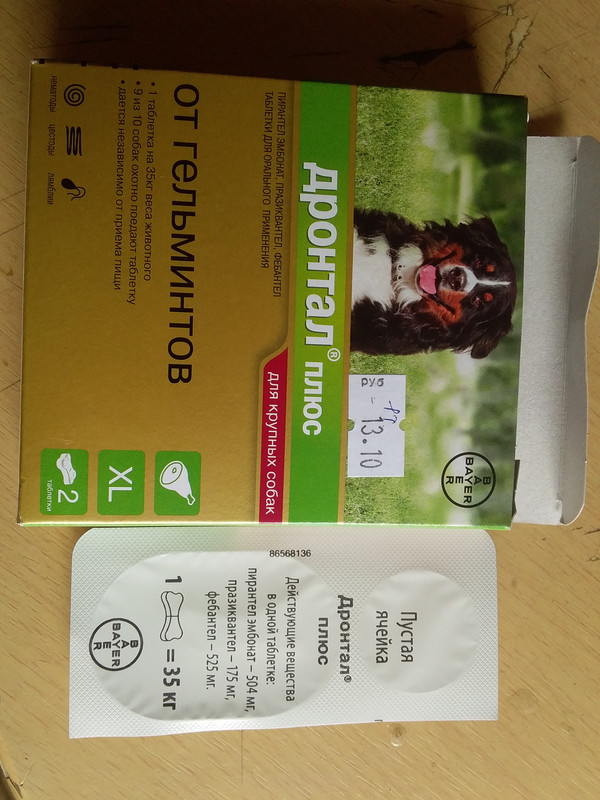 ПИРАНТЕЛ ЭМБОНАТ, ПРАЗИКВАНТЕЛ, ФЕБАНТЕЛ
ТАБЛЕТКИ ДЛЯ ОРАЛЬНОГО ПРИМЕНЕНИЯ
дронтал® плюс
для крупных собак
от гельминтов
• 1 таблетка на 35кг веса животного
• 9 из 10 собак охотно поедают таблетку
• дается независимо от приема пищи
нематоды
цестоды
лямблии
XL
2
таблетки
BAYER
BAYER
РУБ
13.10
86568136
Пустая
ячейка
Дронтал®
плюс
Действующие вещества
в одной таблетке:
пирантел эмбонат – 504 мг,
празиквантел – 175 мг,
фебантел – 525 мг.
1 = 35 кг
BAYER
BAYER